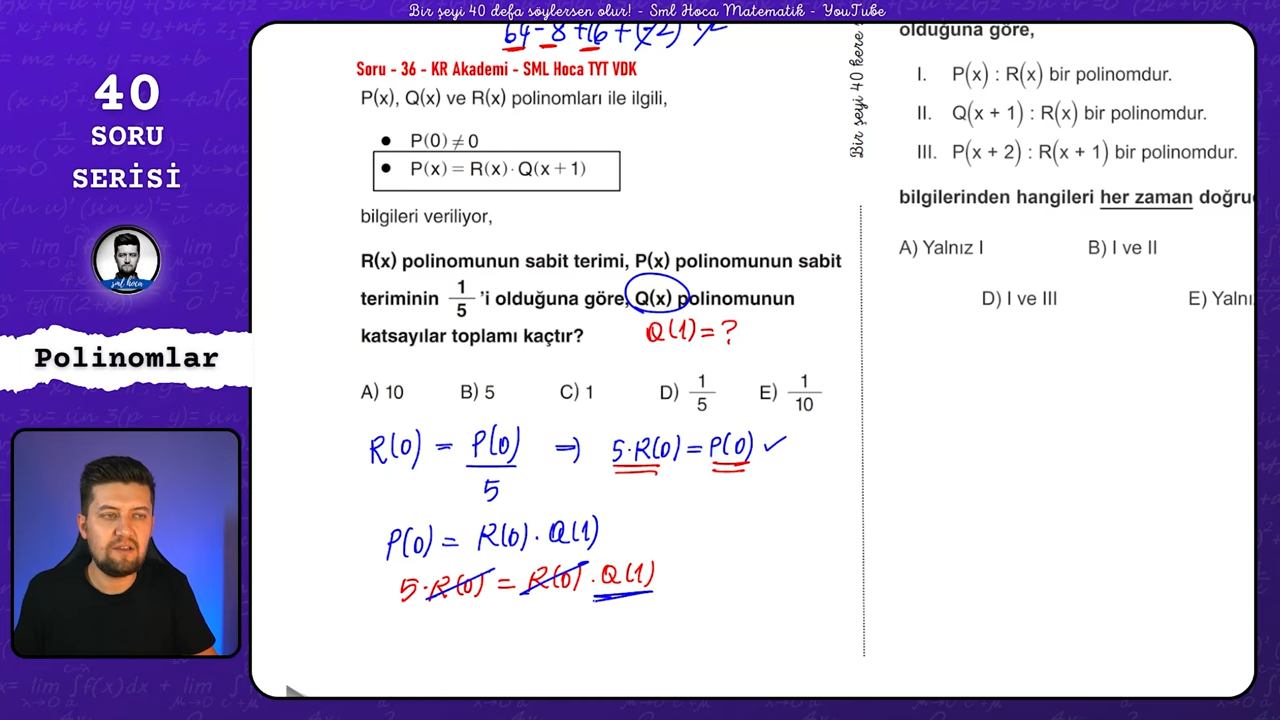 Bir şeyi 40 defa söylersen olur! - Sml Hoca Matematik - YouTube
40
SORU
SERİSİ
sml hoca
Polinomlar
64 - 8 + 16 +
Soru - 36 - KR Akademi - SML Hoca TYT VDK
P(x), Q(x) ve R(x) polinomları ile ilgili,
● P(0) ≠ 0
● P(x) = R(x) · Q(x + 1)
bilgileri veriliyor,
R(x) polinomunun sabit terimi, P(x) polinomunun sabit
teriminin 1/5 'i olduğuna göre, Q(x) polinomunun
katsayılar toplamı kaçtır?
Q(1) = ?
A) 10 B) 5 C) 1 D) 1/5 E) 1/10
R(0) = P(0)/5 ⇒ 5·R(0) = P(0) ✓
P(0) = R(0) · Q(1)
5·R(0) = R(0) · Q(1)
Bir şeyi 40 kere
olduğuna göre,
I. P(x) : R(x) bir polinomdur.
II. Q(x + 1) : R(x) bir polinomdur.
III. P(x + 2) : R(x + 1) bir polinomdur.
bilgilerinden hangileri her zaman doğru
A) Yalnız I B) I ve II
D) I ve III E) Yalnı